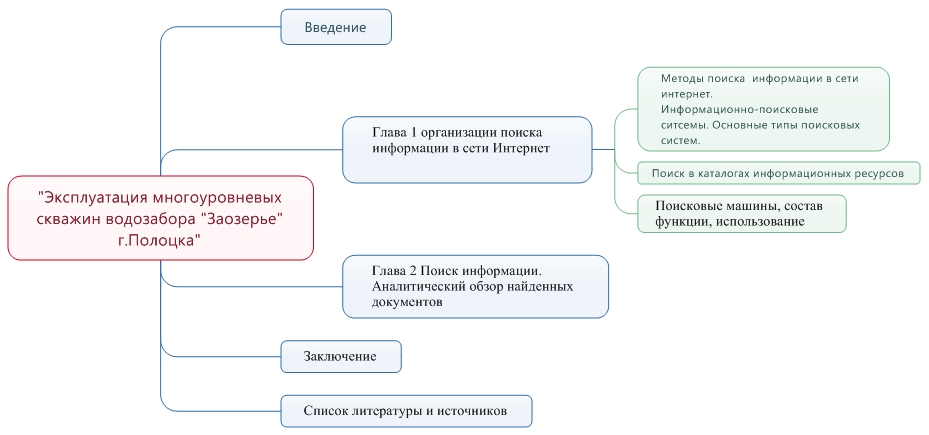 Введение
Глава 1 организации поиска
информации в сети Интернет
Методы поиска  информации в сети
интернет.
Информационно-поисковые
ситсемы. Основные типы поисковых
систем.
Поиск в каталогах информационных ресурсов
Поисковые машины, состав
функции, использование
"Эксплуатация многоуровневых
скважин водозабора "Заозерье"
г.Полоцка"
Глава 2 Поиск информации.
Аналитический обзор найденных
документов
Заключение
Список литературы и источников